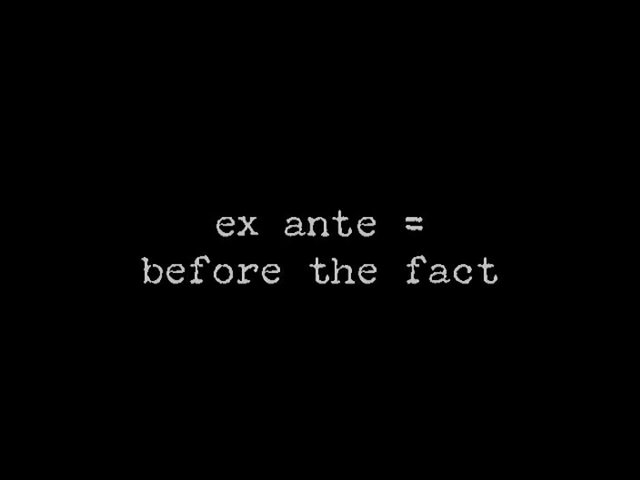 ex ante =
before the fact